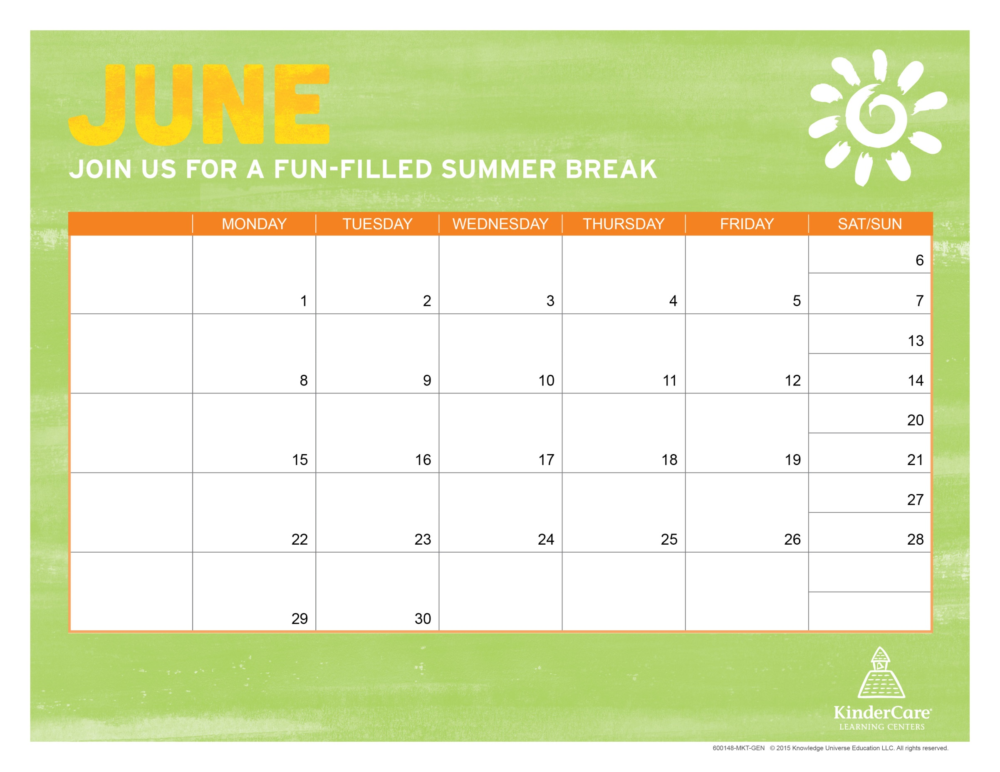 JUNE
JOIN US FOR A FUN-FILLED SUMMER BREAK
MONDAY TUESDAY WEDNESDAY THURSDAY FRIDAY SAT/SUN
6
1 2 3 4 5 7
13
8 9 10 11 12 14
20
15 16 17 18 19 21
27
22 23 24 25 26 28
29 30
KinderCare®
LEARNING CENTERS
600148-MKT-GEN © 2015 Knowledge Universe Education LLC. All rights reserved.